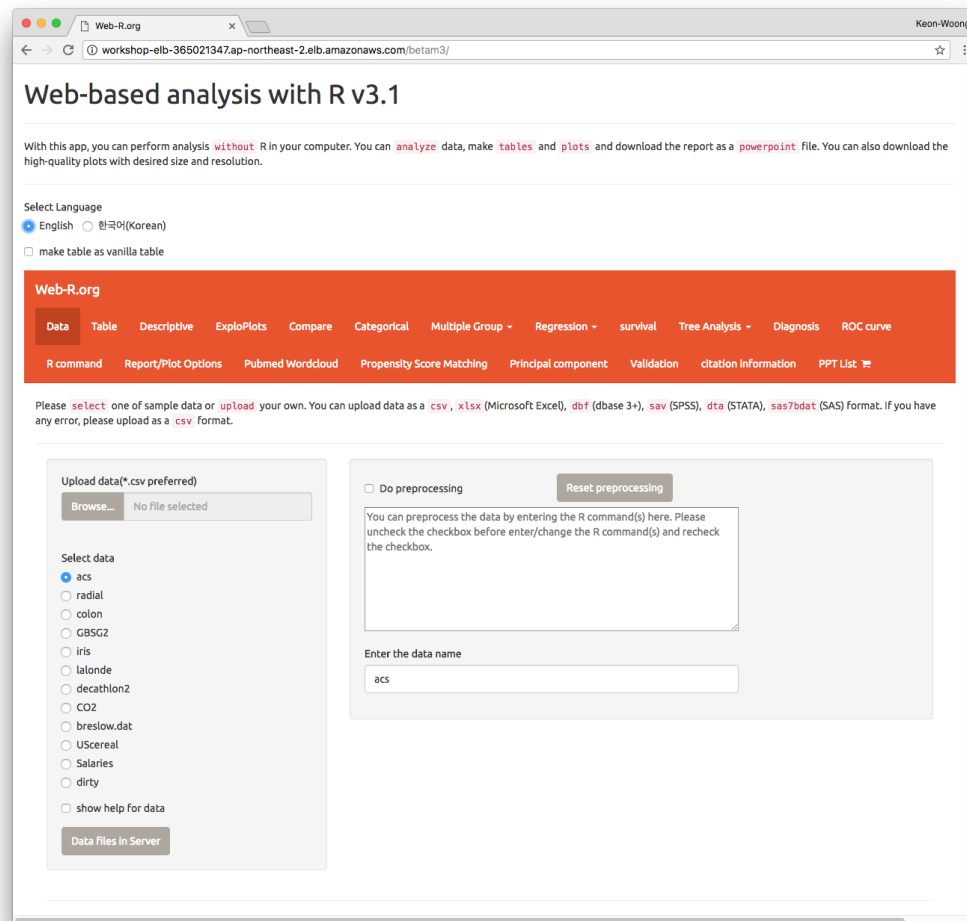 Web-R.org
Keon-Woong
workshop-elb-365021347.ap-northeast-2.elb.amazonaws.com/betam3/
Web-based analysis with R v3.1
With this app, you can perform analysis without R in your computer. You can analyze data, make tables and plots and download the report as a powerpoint file. You can also download the
high-quality plots with desired size and resolution.
Select Language
English 한국어(Korean)
make table as vanilla table
Web-R.org
Data Table Descriptive ExploPlots Compare Categorical Multiple Group Regression survival Tree Analysis Diagnosis ROC curve
R command Report/Plot Options Pubmed Wordcloud Propensity Score Matching Principal component Validation citation information PPT List
Please select one of sample data or upload your own. You can upload data as a csv, xlsx (Microsoft Excel), dbf (dbase 3+), sav (SPSS), dta (STATA), sas7bdat (SAS) format. If you have
any error, please upload as a csv format.
Upload data(*.csv preferred)
Browse... No file selected
Select data
acs
radial
colon
GBSG2
iris
lalonde
decathlon2
CO2
breslow.dat
UScereal
Salaries
dirty
show help for data
Data files in Server
Do preprocessing Reset preprocessing
You can preprocess the data by entering the R command(s) here. Please
uncheck the checkbox before enter/change the R command(s) and recheck
the checkbox.
Enter the data name
acs